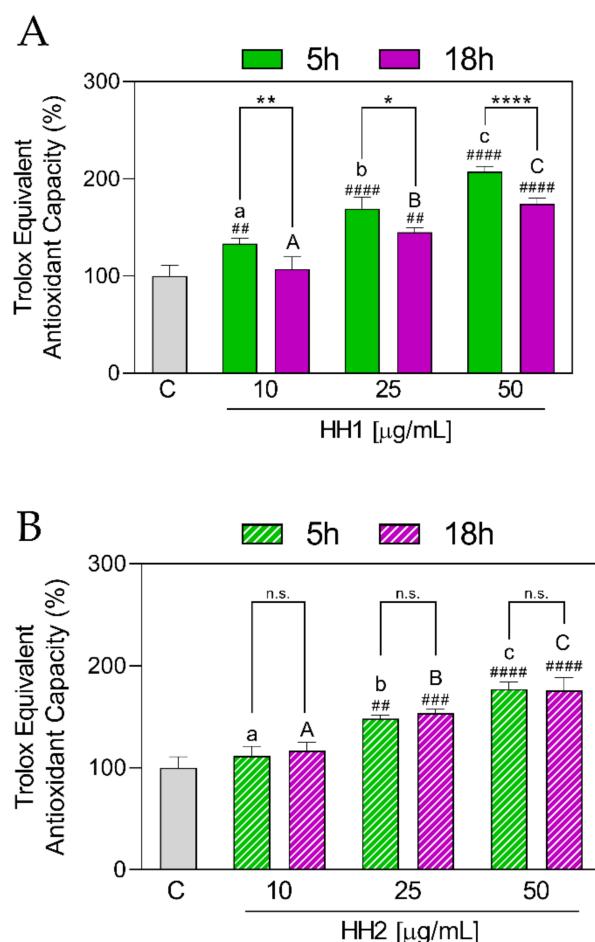 A
5h 18h
Trolox Equivalent
Antioxidant Capacity (%)
300
200
100
0
** * ****
a
##
A
b
####
B
##
c
####
C
####
C 10 25 50
HH1 [μg/mL]
B
5h 18h
Trolox Equivalent
Antioxidant Capacity (%)
300
200
100
0
n.s. n.s. n.s.
a
A
b
##
B
###
c
####
C
####
C 10 25 50
HH2 [μg/mL]